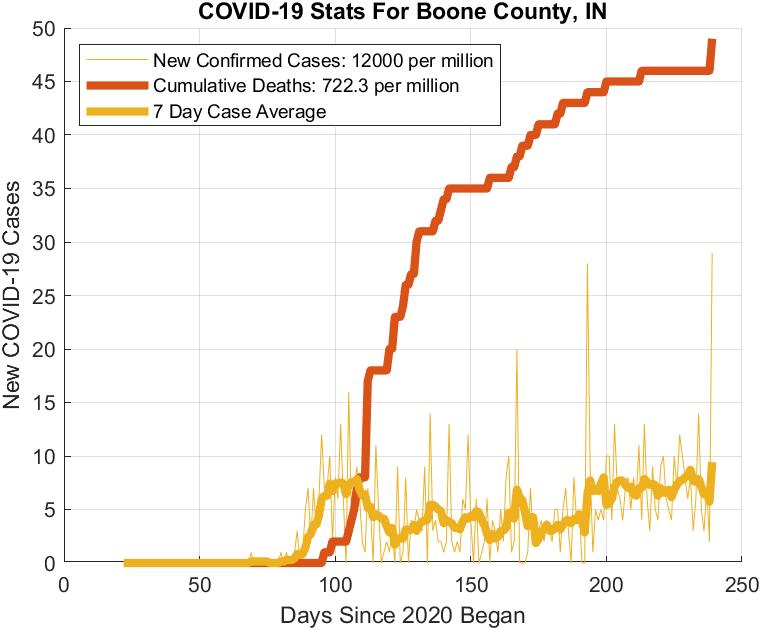 COVID-19 Stats For Boone County, IN
New Confirmed Cases: 12000 per million
Cumulative Deaths: 722.3 per million
7 Day Case Average
New COVID-19 Cases
50
45
40
35
30
25
20
15
10
5
0
0 50 100 150 200 250
Days Since 2020 Began